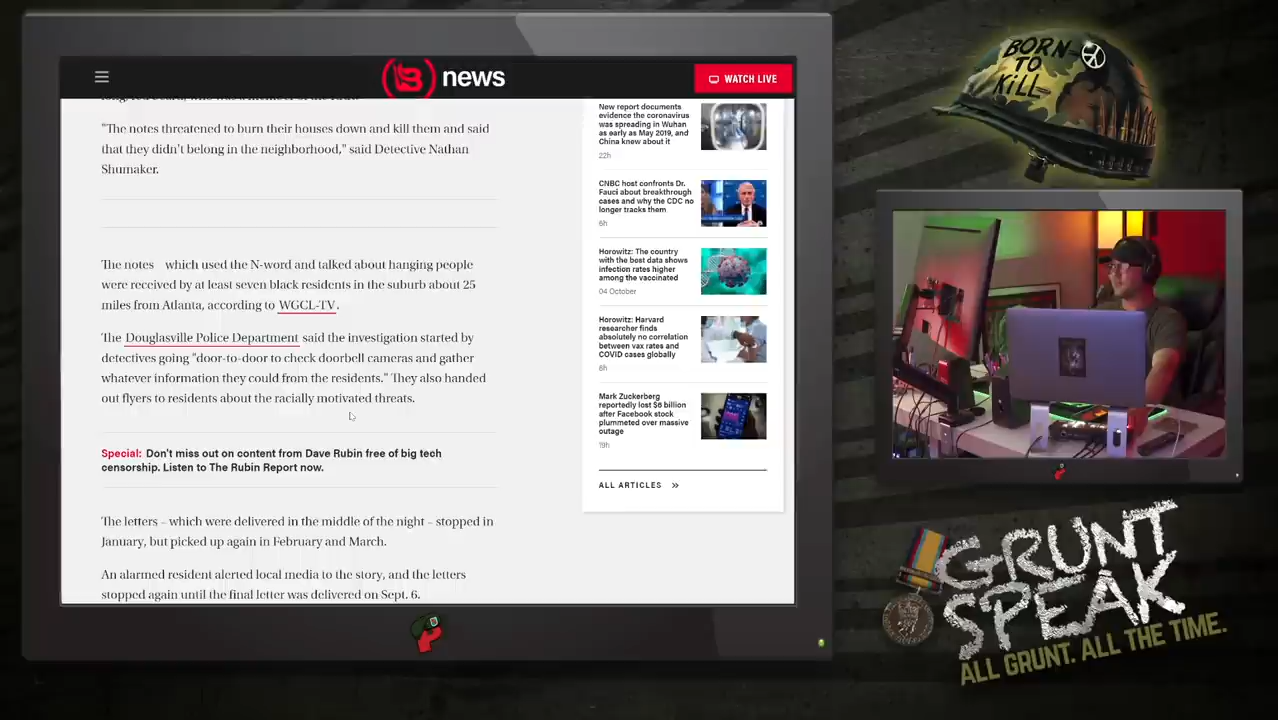 news
WATCH LIVE
"The notes threatened to burn their houses down and kill them and said
that they didn't belong in the neighborhood," said Detective Nathan
Shumaker.
The notes which used the N-word and talked about hanging people
were received by at least seven black residents in the suburb about 25
miles from Atlanta, according to WGCL-TV.
The Douglasville Police Department said the investigation started by
detectives going "door-to-door to check doorbell cameras and gather
whatever information they could from the residents." They also handed
out flyers to residents about the racially motivated threats.
Special: Don't miss out on content from Dave Rubin free of big tech
censorship. Listen to The Rubin Report now.
The letters – which were delivered in the middle of the night – stopped in
January, but picked up again in February and March.
An alarmed resident alerted local media to the story, and the letters
stopped again until the final letter was delivered on Sept. 6.
New report documents
evidence the coronavirus
was spreading in Wuhan
as early as May 2019, and
China knew about it
22h
CNBC host confronts Dr.
Fauci about breakthrough
cases and why the CDC no
longer tracks them
6h
Horowitz: The country
with the best data shows
infection rates higher
among the vaccinated
04 October
Horowitz: Harvard
researcher finds
absolutely no correlation
between vax rates and
COVID cases globally
6h
Mark Zuckerberg
reportedly lost $6 billion
after Facebook stock
plummeted over massive
outage
19h
ALL ARTICLES »
BORN
TO
KiLL
GRUNT
SPEAK
ALL GRUNT. ALL THE TIME.